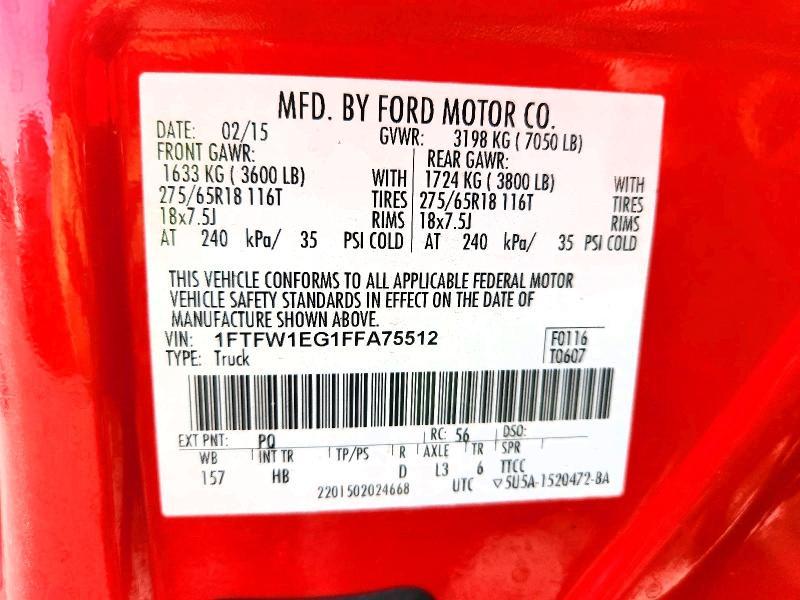 MFD. BY FORD MOTOR CO.
DATE: 02/15 GVWR: 3198 KG ( 7050 LB)
FRONT GAWR: REAR GAWR:
1633 KG ( 3600 LB) WITH 1724 KG ( 3800 LB) WITH
275/65R18 116T TIRES 275/65R18 116T TIRES
18x7.5J RIMS 18x7.5J RIMS
AT 240 kPa/ 35 PSI COLD AT 240 kPa/ 35 PSI COLD
THIS VEHICLE CONFORMS TO ALL APPLICABLE FEDERAL MOTOR
VEHICLE SAFETY STANDARDS IN EFFECT ON THE DATE OF
MANUFACTURE SHOWN ABOVE.
VIN: 1FTFW1EG1FFA75512 F0116
TYPE: Truck T0607
EXT PNT: PQ RC: 56 DSO:
WB INT TR TP/PS R AXLE TR SPR
157 HB D L3 6 TTCC
2201502024668 UTC ▽5U5A-1520472-BA